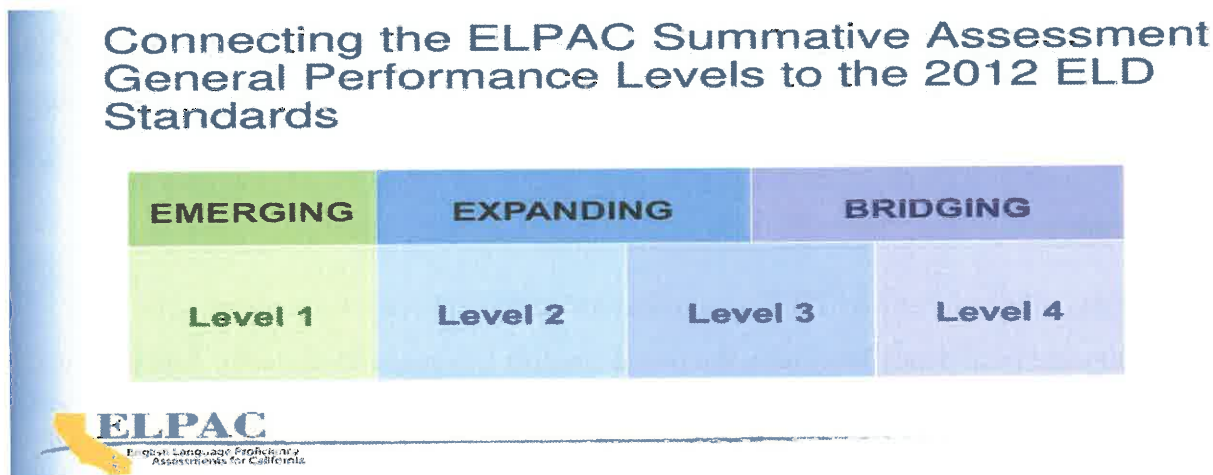 Connecting the ELPAC Summative Assessment
General Performance Levels to the 2012 ELD
Standards
EMERGING EXPANDING BRIDGING
Level 1 Level 2 Level 3 Level 4
ELPAC
English Language Proficiency
Assessments for California